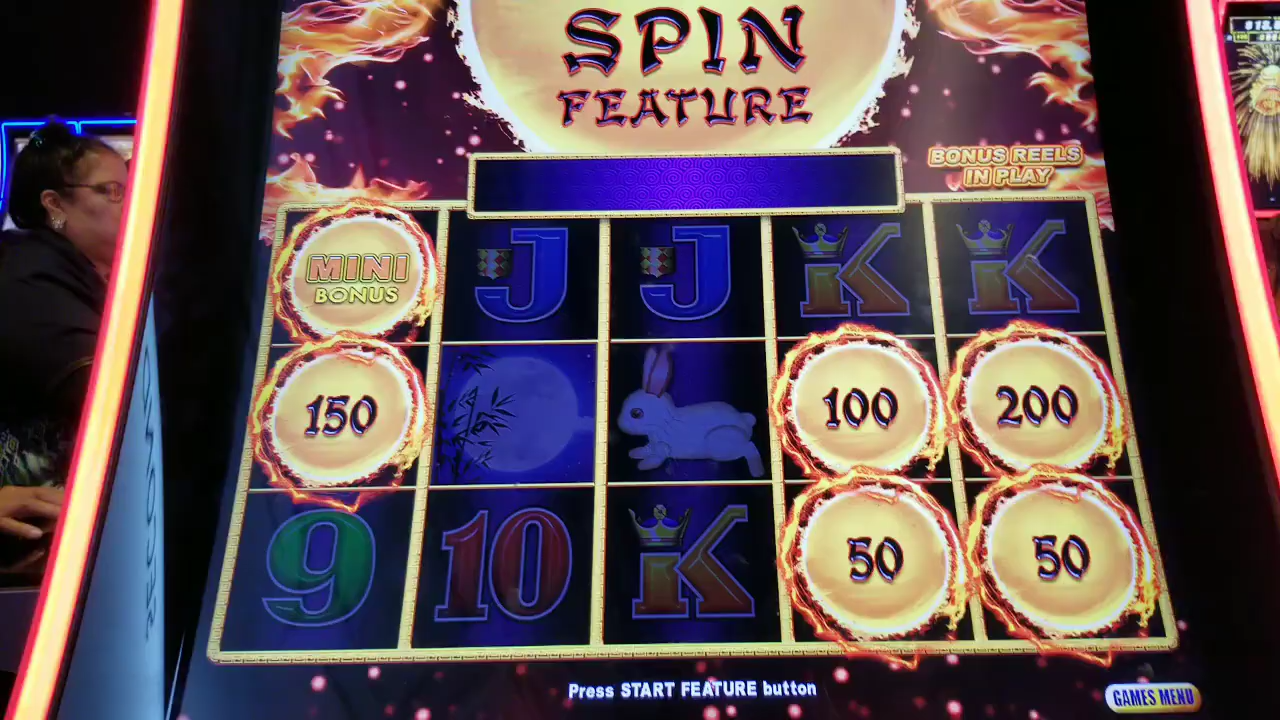 SPIN
FEATURE
BONUS REELS
IN PLAY
MINI
BONUS
J
J
K
K
150
100
200
9
10
K
50
50
Press START FEATURE button
GAMES MENU